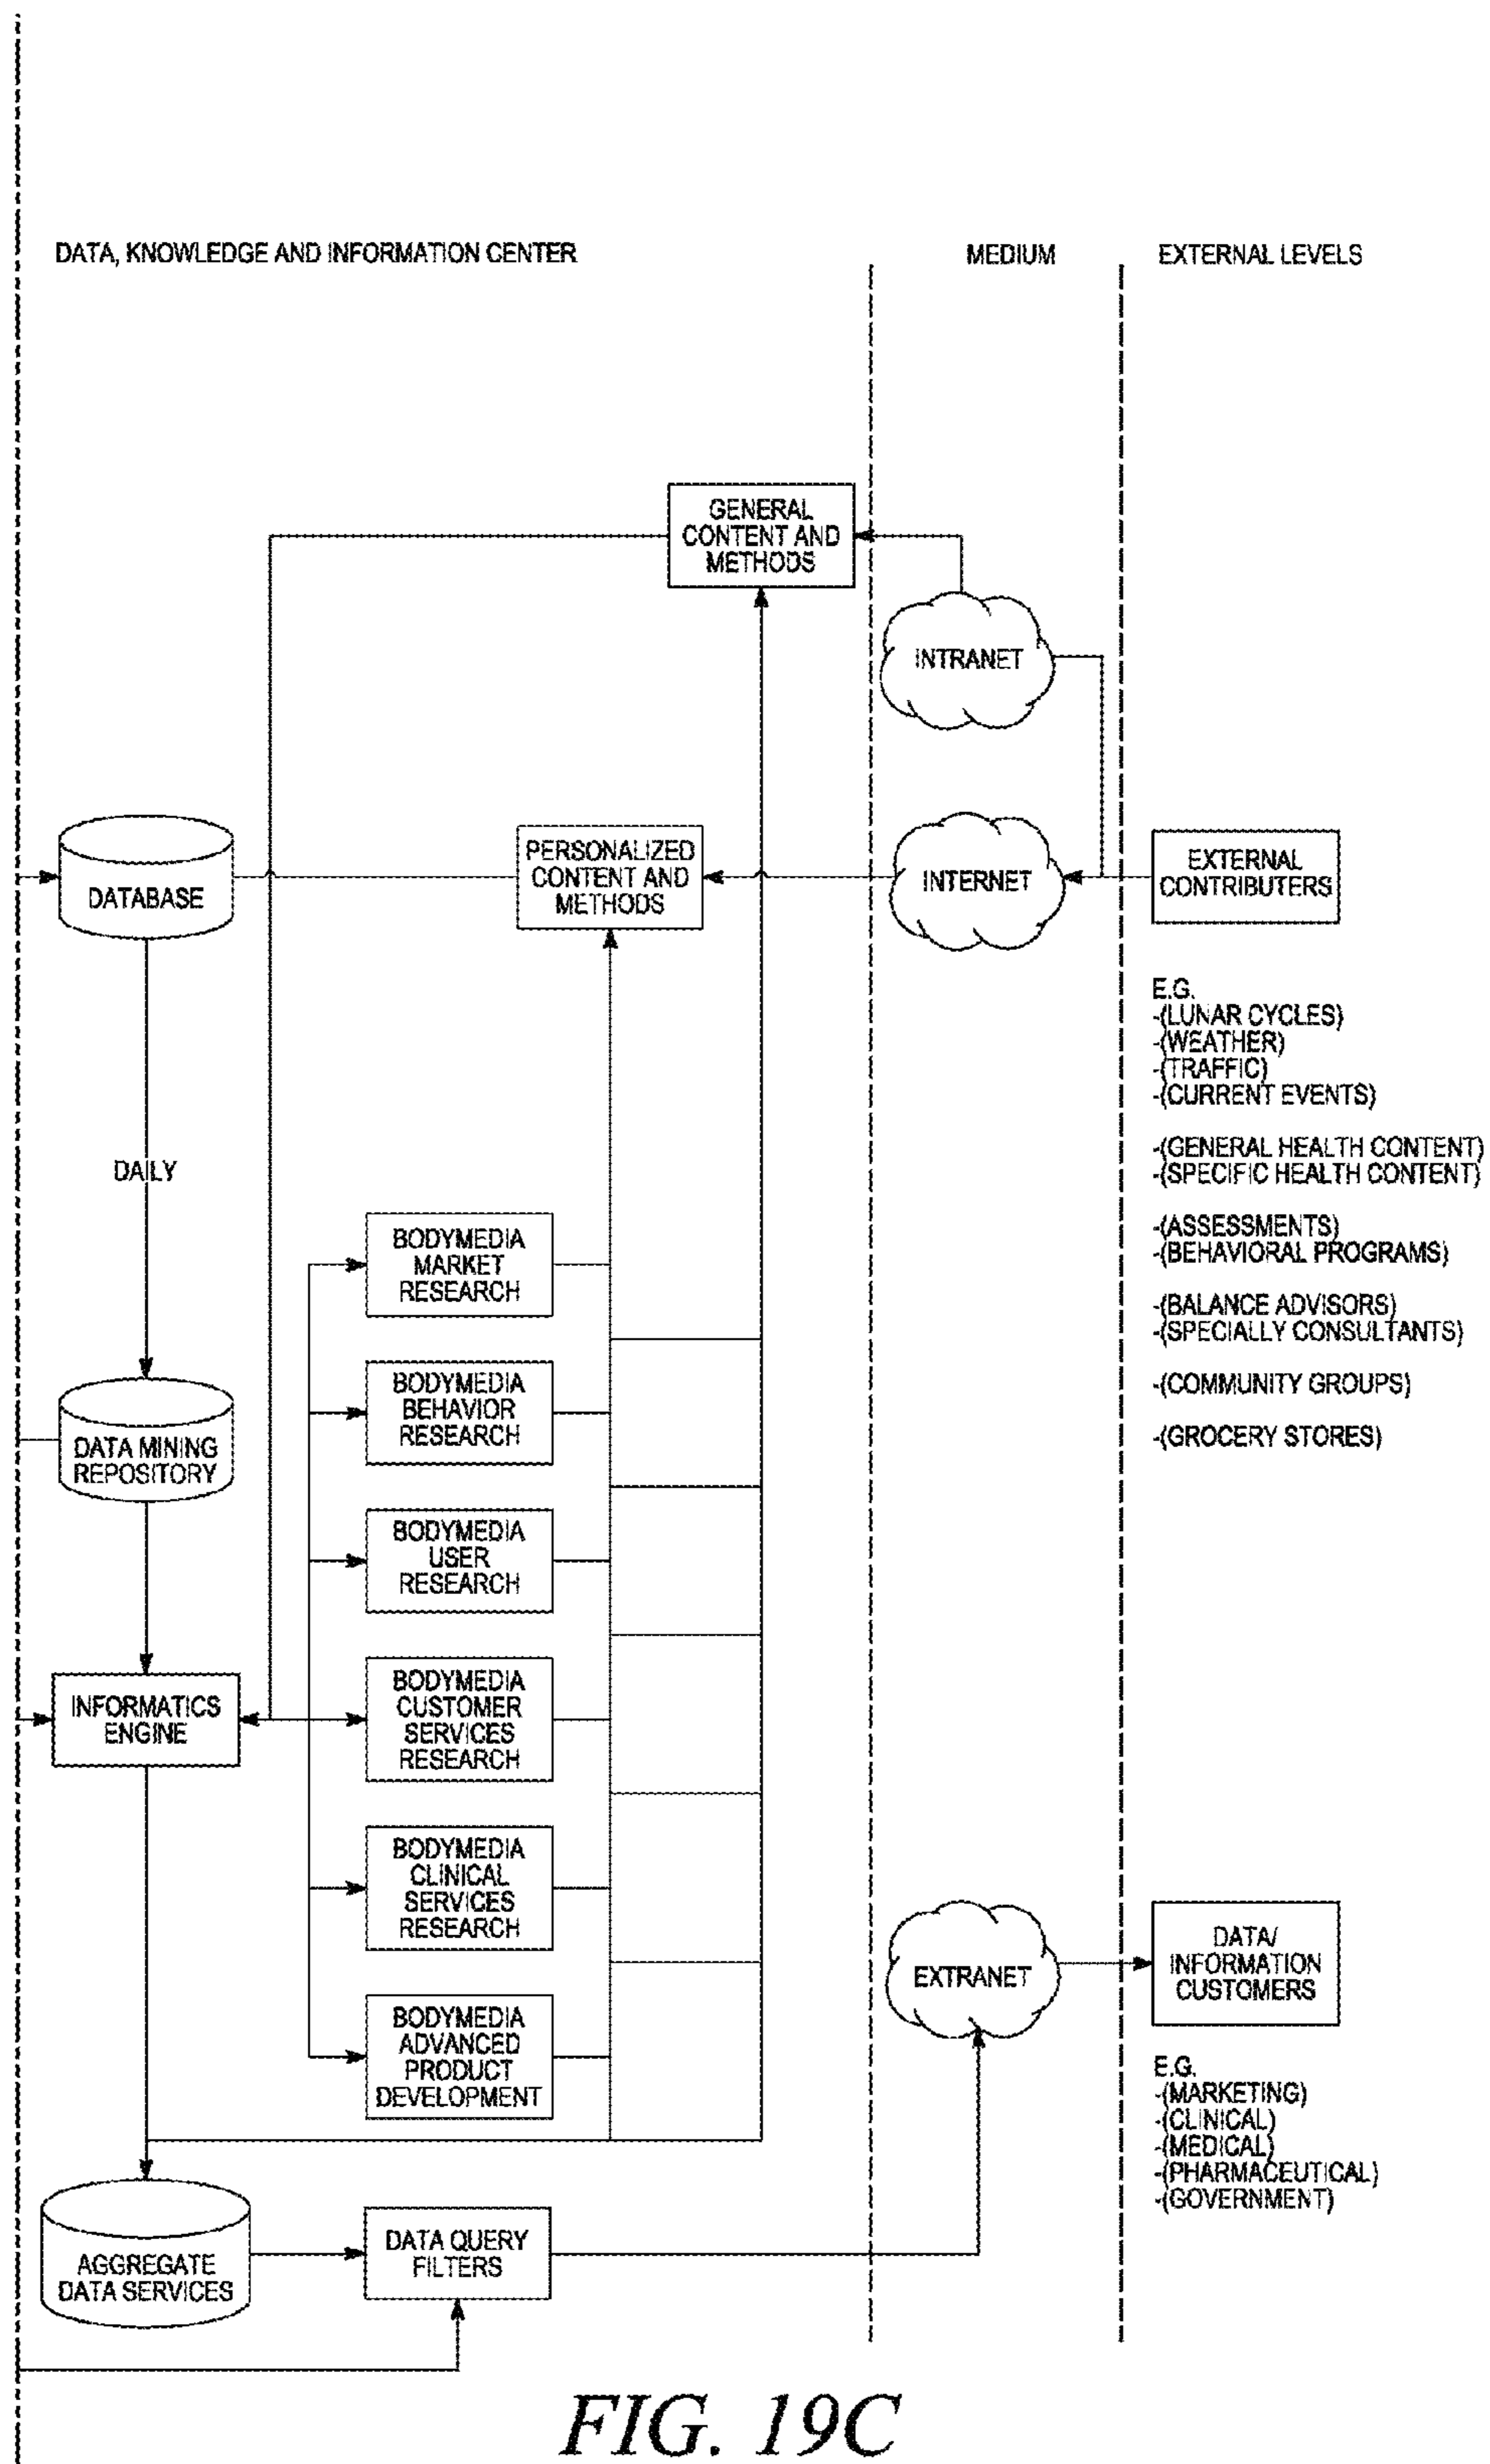 DATA, KNOWLEDGE AND INFORMATION CENTER
MEDIUM
EXTERNAL LEVELS
GENERAL
CONTENT AND
METHODS
INTRANET
DATABASE
PERSONALIZED
CONTENT AND
METHODS
INTERNET
EXTERNAL
CONTRIBUTERS
E.G.
-(LUNAR CYCLES)
-(WEATHER)
-(TRAFFIC)
-(CURRENT EVENTS)
-(GENERAL HEALTH CONTENT)
-(SPECIFIC HEALTH CONTENT)
-(ASSESSMENTS)
-(BEHAVIORAL PROGRAMS)
-(BALANCE ADVISORS)
-(SPECIALLY CONSULTANTS)
-(COMMUNITY GROUPS)
-(GROCERY STORES)
DAILY
BODYMEDIA
MARKET
RESEARCH
BODYMEDIA
BEHAVIOR
RESEARCH
DATA MINING
REPOSITORY
BODYMEDIA
USER
RESEARCH
INFORMATICS
ENGINE
BODYMEDIA
CUSTOMER
SERVICES
RESEARCH
BODYMEDIA
CLINICAL
SERVICES
RESEARCH
EXTRANET
DATA/
INFORMATION
CUSTOMERS
BODYMEDIA
ADVANCED
PRODUCT
DEVELOPMENT
E.G.
-(MARKETING)
-(CLINICAL)
-(MEDICAL)
-(PHARMACEUTICAL)
-(GOVERNMENT)
AGGREGATE
DATA SERVICES
DATA QUERY
FILTERS
FIG. 19C